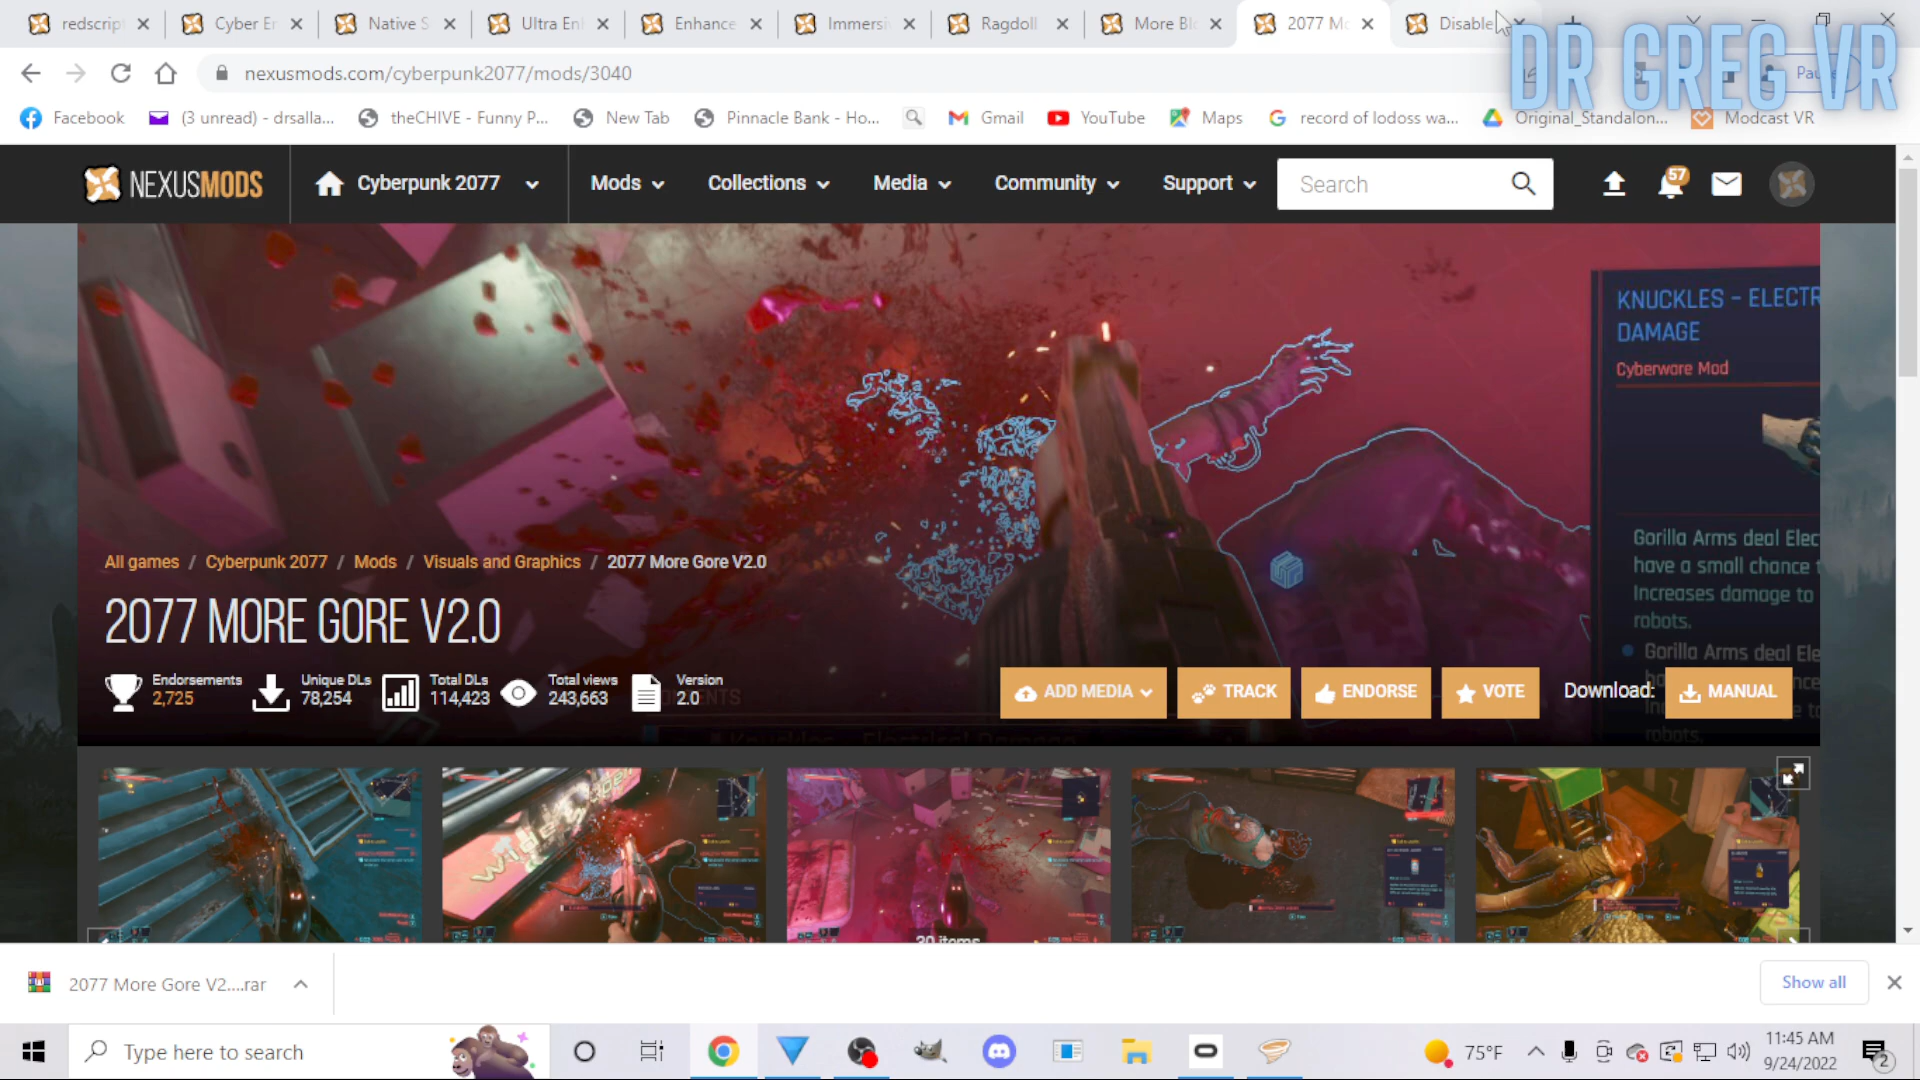 redscrip
Cyber En
Native S
Ultra Enl
Enhance
Immersi
Ragdoll
More Blo
2077 Mo
Disable
DR GREG VR
nexusmods.com/cyberpunk2077/mods/3040
Pau
Facebook
(3 unread) - drsalla...
theCHIVE - Funny P...
New Tab
Pinnacle Bank - Ho...
Gmail
YouTube
Maps
record of lodoss wa...
Original_Standalon...
Modcast VR
NEXUSMODS
Cyberpunk 2077
Mods
Collections
Media
Community
Support
Search
57
KNUCKLES - ELECTR
DAMAGE
Cyberware Mod
Gorilla Arms deal Elec
have a small chance t
Increases damage to
robots.
Gorilla Arms deal Ele
robots.
All games / Cyberpunk 2077 / Mods / Visuals and Graphics / 2077 More Gore V2.0
2077 MORE GORE V2.0
Endorsements
2,725
Unique DLs
78,254
Total DLs
114,423
Total views
243,663
Version
2.0
ADD MEDIA
TRACK
ENDORSE
VOTE
Download:
MANUAL
30 items
2077 More Gore V2....rar
Show all
Type here to search
75°F
11:45 AM
9/24/2022
2